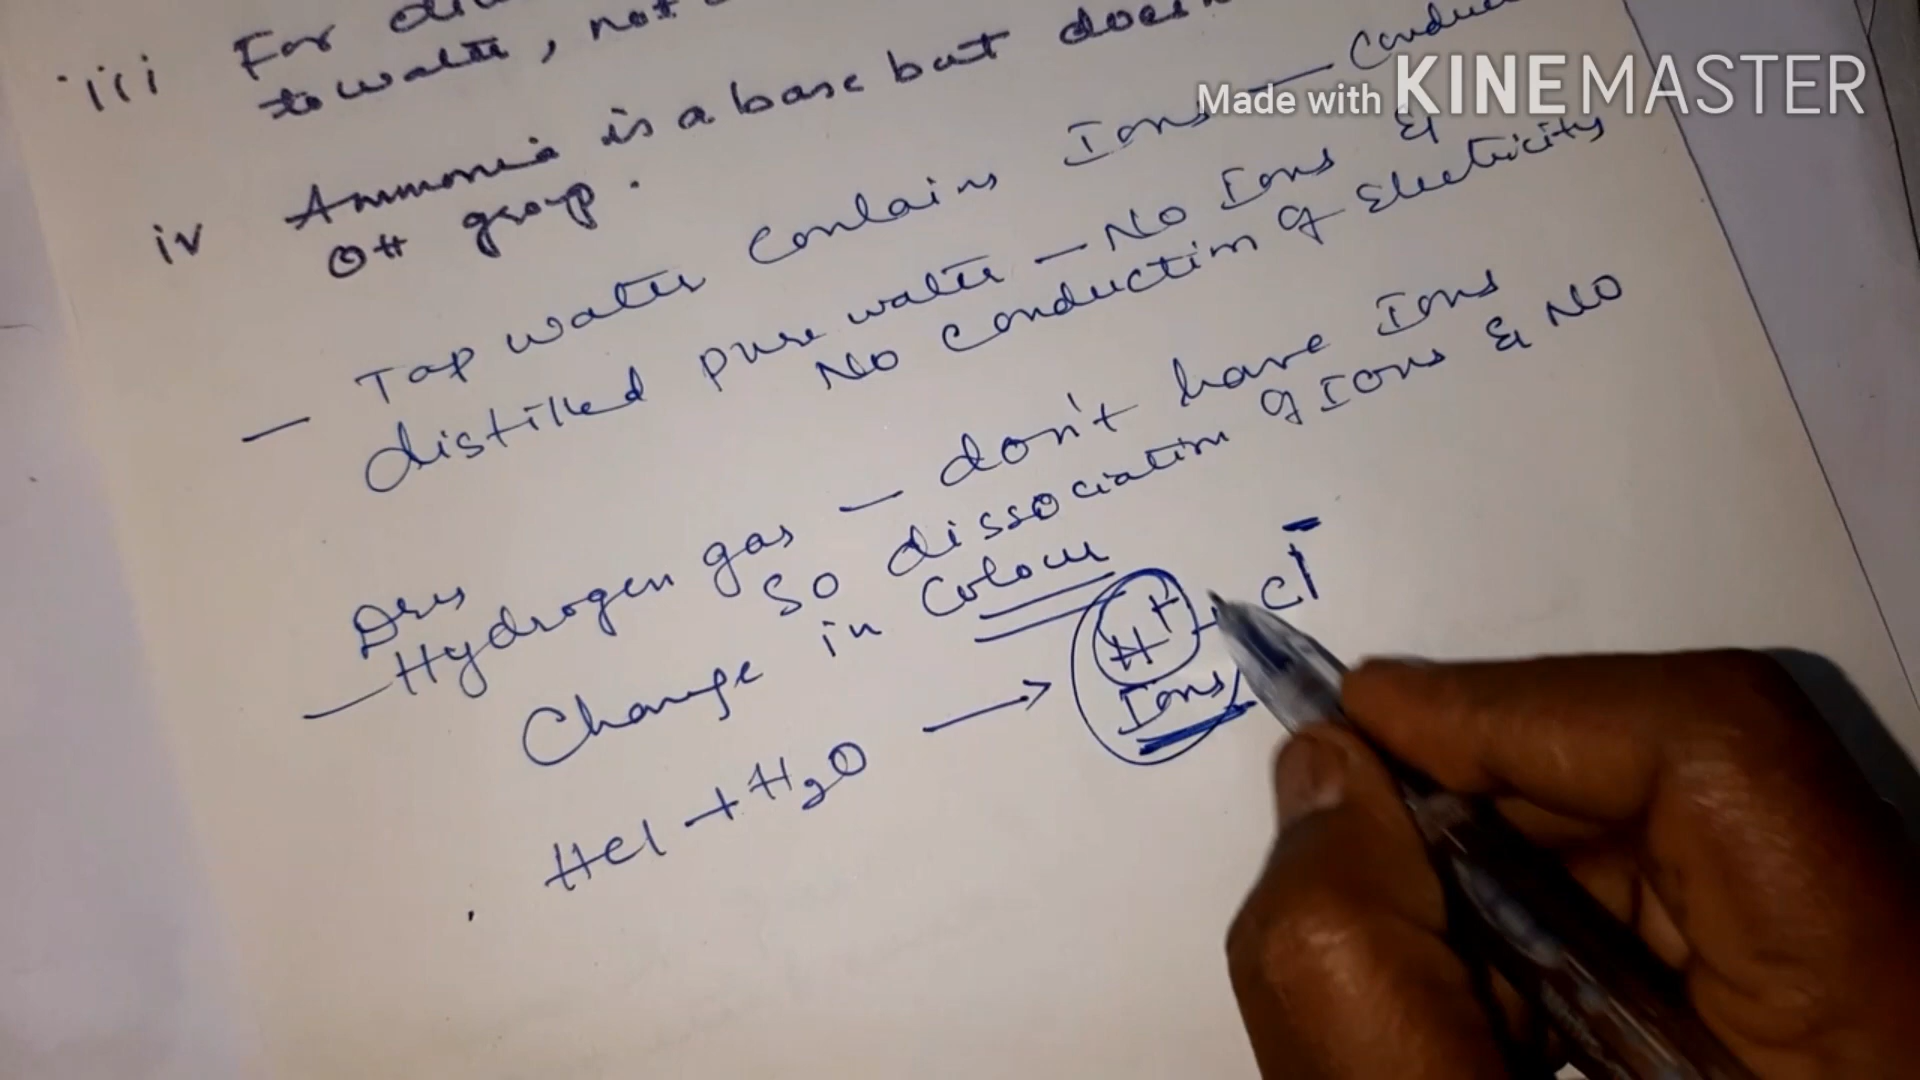 iii For
to water, not
iv Ammonia is a base but does
OH group.
Made with KINEMASTER
— Tap water contains Ions — Conduc
distilled pure water — No Ions &
No conduction of Electricity
Dry
— Hydrogen gas — don't have Ions
So dissociation of Ions & No
Change in Colour
HCl + H2O → H+ + Cl-
Ions